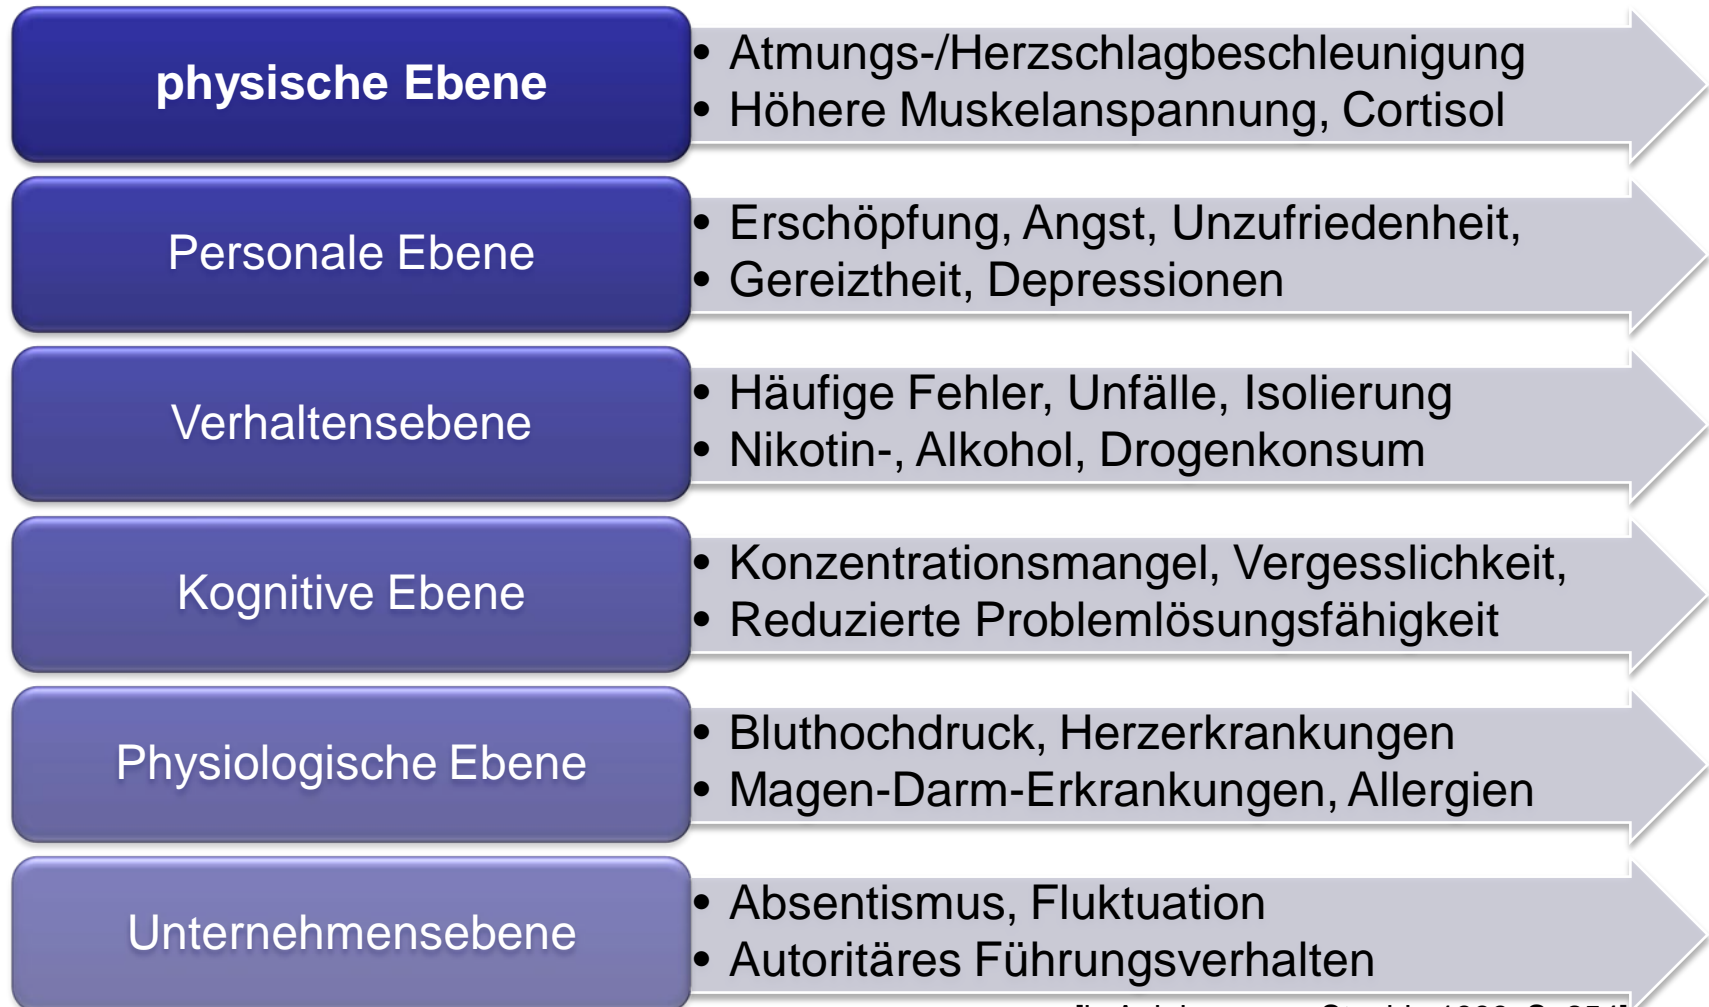 physische Ebene
• Atmungs-/Herzschlagbeschleunigung
• Höhere Muskelanspannung, Cortisol
Personale Ebene
• Erschöpfung, Angst, Unzufriedenheit,
• Gereiztheit, Depressionen
Verhaltensebene
• Häufige Fehler, Unfälle, Isolierung
• Nikotin-, Alkohol, Drogenkonsum
Kognitive Ebene
• Konzentrationsmangel, Vergesslichkeit,
• Reduzierte Problemlösungsfähigkeit
Physiologische Ebene
• Bluthochdruck, Herzerkrankungen
• Magen-Darm-Erkrankungen, Allergien
Unternehmensebene
• Absentismus, Fluktuation
• Autoritäres Führungsverhalten